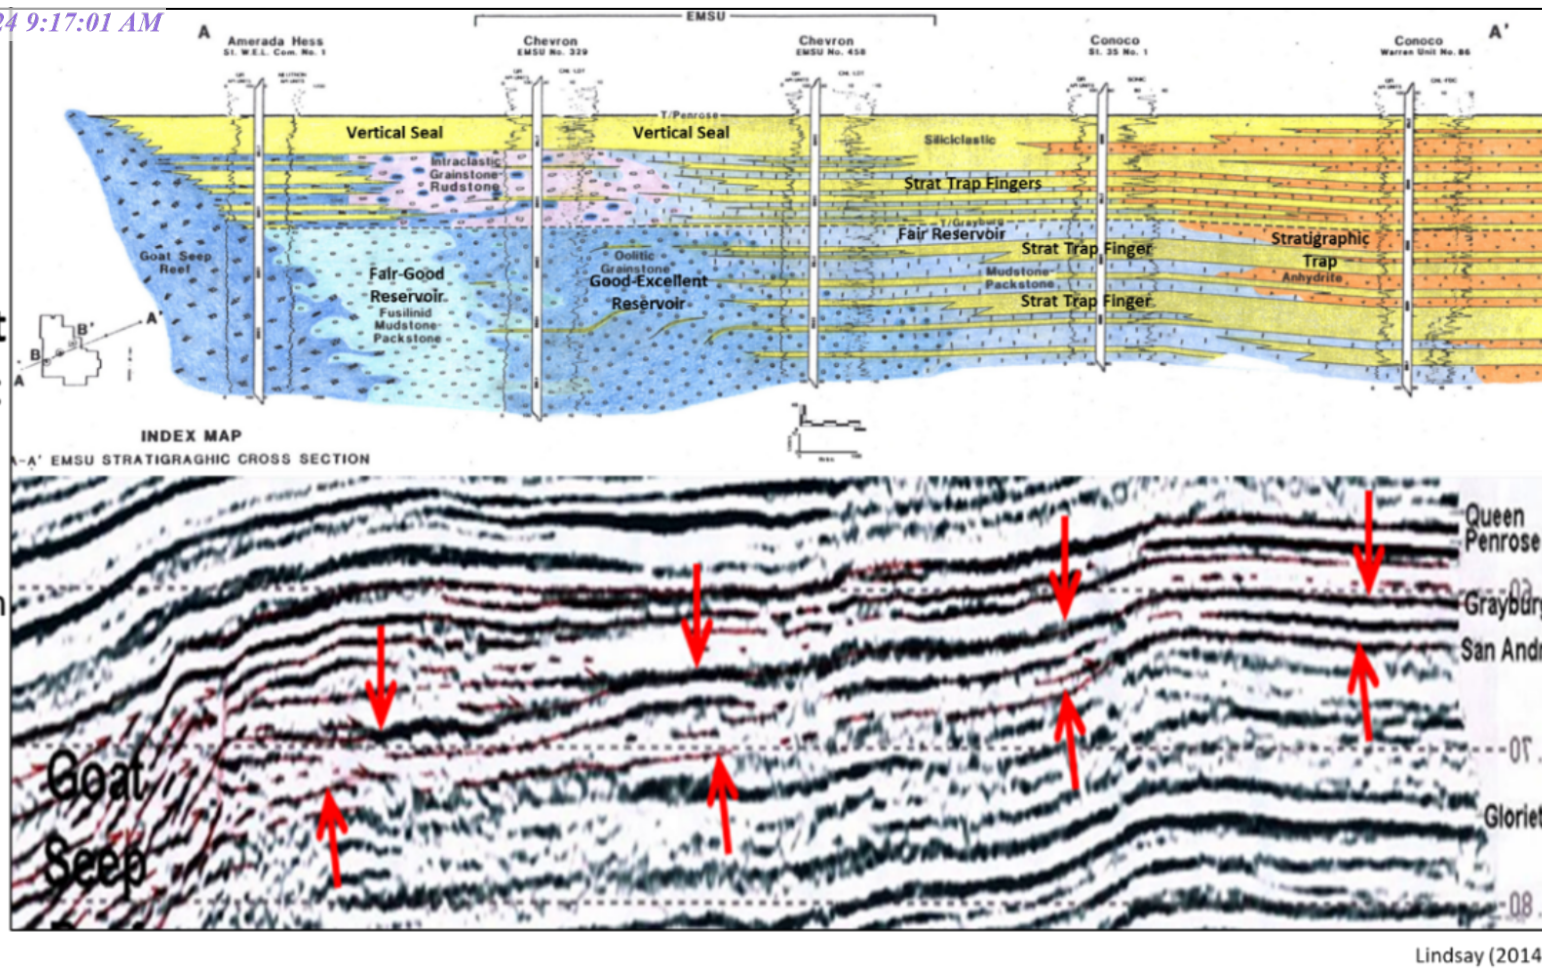 24 9:17:01 AM
EMSU
A
A'
Amerada Hess
St. W.E.L. Com. No. 1
Chevron
EMSU No. 329
Chevron
EMSU No. 458
Conoco
St. 35 No. 1
Conoco
Warren Unit No. 86
T/Penrose
Vertical Seal
Vertical Seal
Siliciclastic
Intraclastic
Grainstone-
Rudstone
Strat Trap Fingers
T/Grayburg
Fair Reservoir
Goat Seep
Reef
Fair-Good
Reservoir
Fusilinid
Mudstone-
Packstone
Oolitic
Grainstone
Good-Excellent
Reservoir
Strat Trap Finger
Mudstone-
Packstone
Strat Trap Finger
Stratigraphic
Trap
Anhydrite
A'
B'
B
A
INDEX MAP
A-A' EMSU STRATIGRAGHIC CROSS SECTION
Queen
Penrose
Grayburg
San Andr
Gloriet
Goat
Seep
07
08
Lindsay (2014